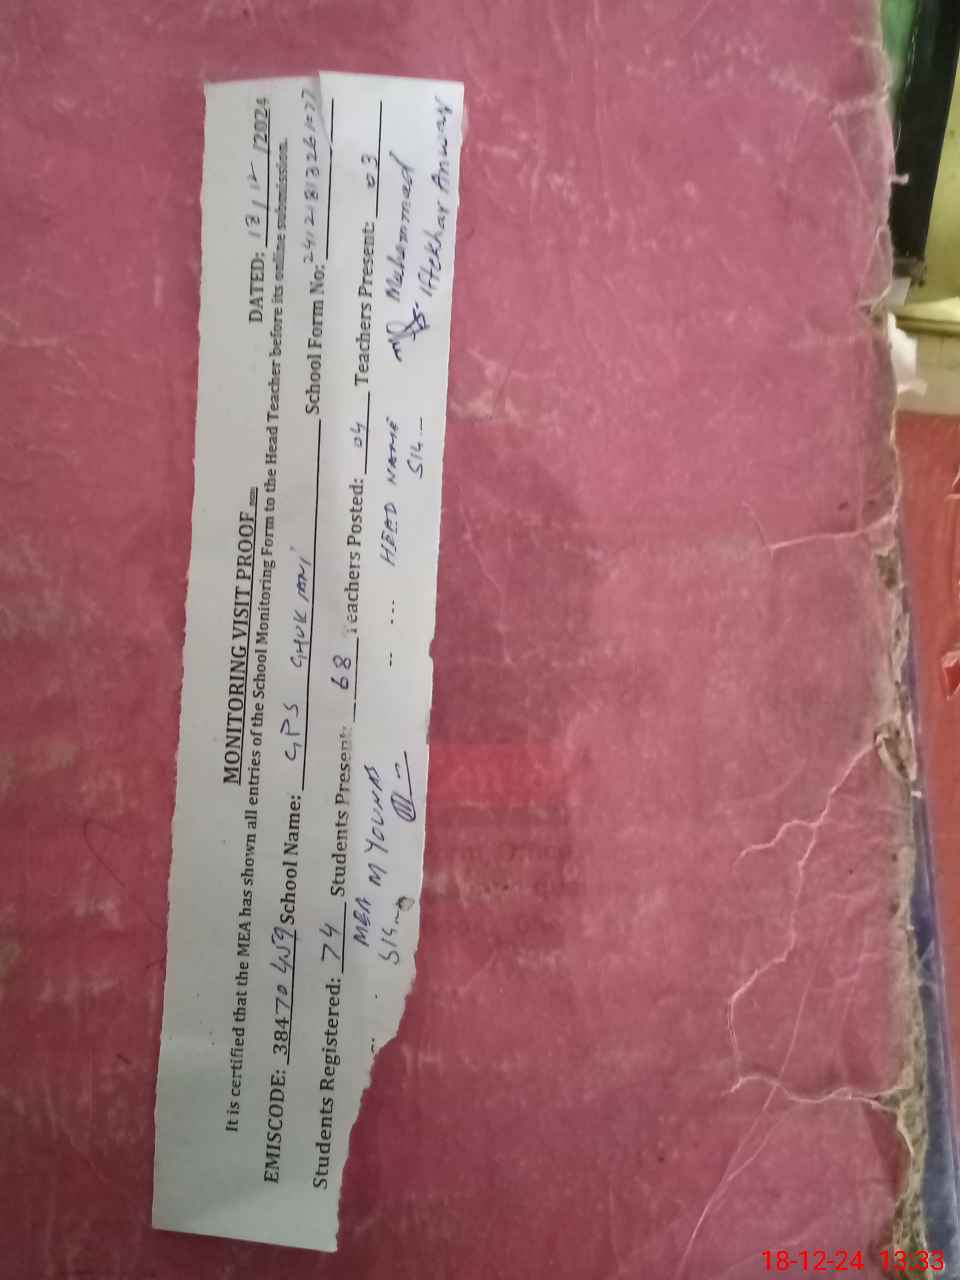 MONITORING VISIT PROOF
DATED: 18/12/2024
It is certified that the MEA has shown all entries of the School Monitoring Form to the Head Teacher before its online submission.
EMISCODE: 38470459 School Name: GPS School Form No:
Students Registered: 74 Students Present: 68 Teachers Posted: 04 Teachers Present: 03
MEA M YOUNAS -- --- HEAD NAME Muhammad
SIG Iftekhar Anwar
18-12-24 13:33